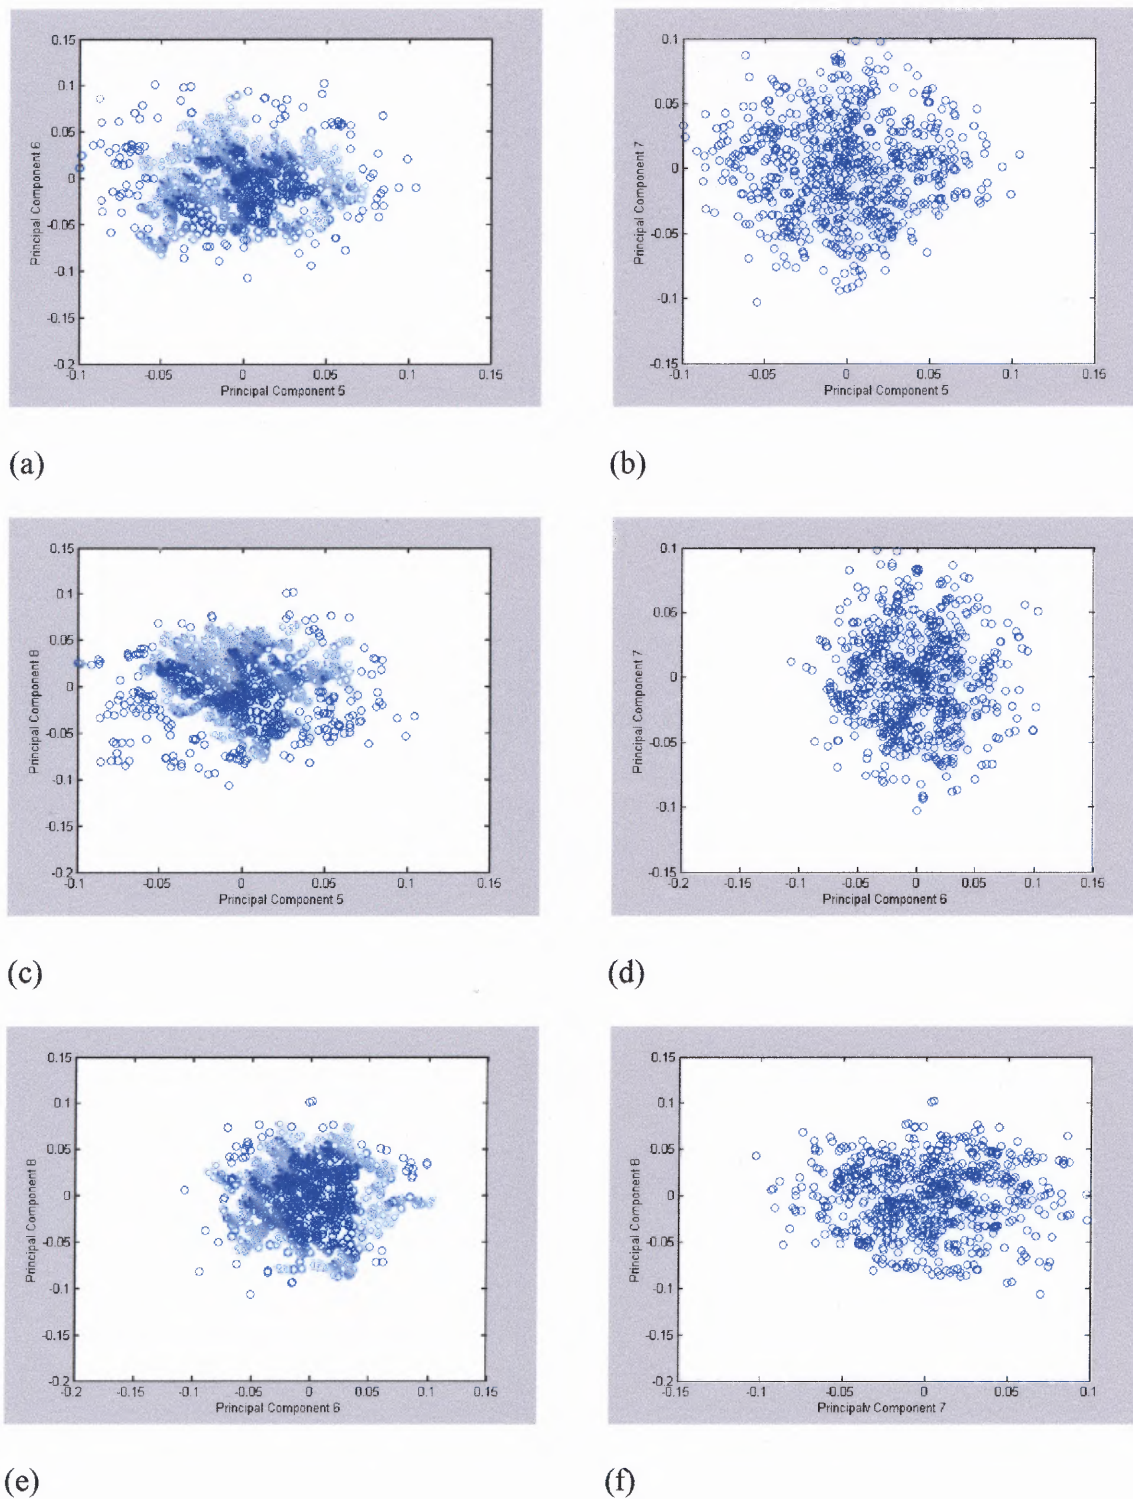 0.15
0.1
0.05
0
-0.05
-0.1
-0.15
-0.2
Principal Component 6
-0.1 -0.05 0 0.05 0.1 0.15
Principal Component 5
(a)
0.1
0.05
0
-0.05
-0.1
-0.15
Principal Component 7
-0.1 -0.05 0 0.05 0.1 0.15
Principal Component 5
(b)
0.15
0.1
0.05
0
-0.05
-0.1
-0.15
-0.2
Principal Component 8
-0.1 -0.05 0 0.05 0.1 0.15
Principal Component 5
(c)
0.1
0.05
0
-0.05
-0.1
-0.15
Principal Component 7
-0.2 -0.15 -0.1 -0.05 0 0.05 0.1 0.15
Principal Component 6
(d)
0.15
0.1
0.05
0
-0.05
-0.1
-0.15
-0.2
Principal Component 8
-0.2 -0.15 -0.1 -0.05 0 0.05 0.1 0.15
Principal Component 6
(e)
0.15
0.1
0.05
0
-0.05
-0.1
-0.15
-0.2
Principal Component 8
-0.15 -0.1 -0.05 0 0.05 0.1
Principalv Component 7
(f)